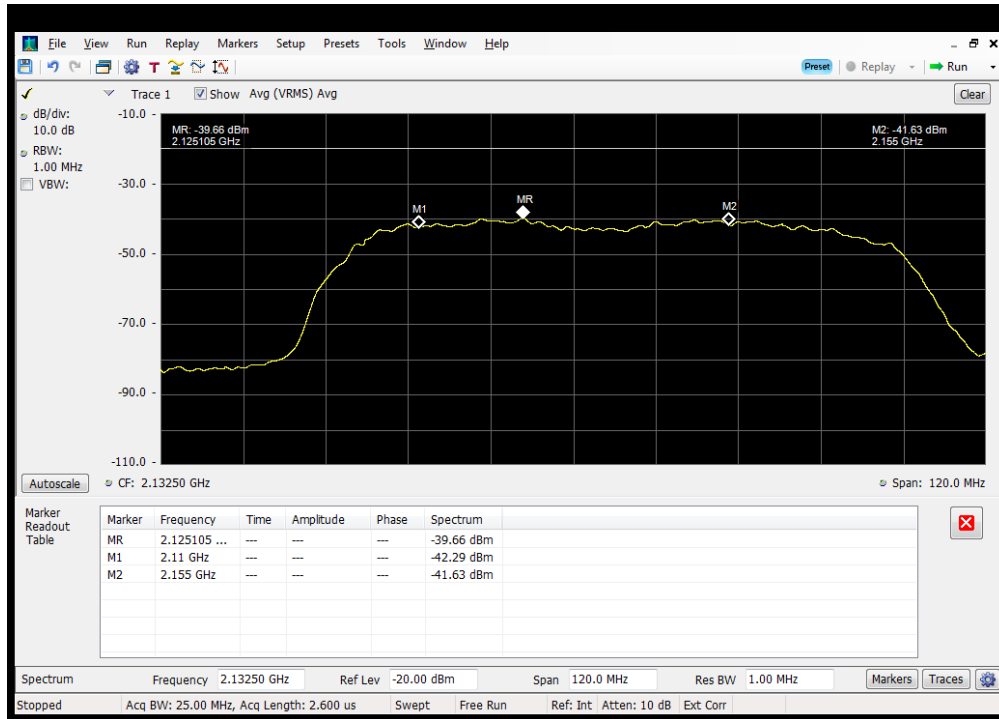 File View Run Replay Markers Setup Presets Tools Window Help
T Preset Replay Run
Trace 1 Show Avg (VRMS) Avg Clear
dB/div:
10.0 dB
RBW:
1.00 MHz
VBW:
-10.0 -
-30.0 -
-50.0 -
-70.0 -
-90.0 -
-110.0 -
MR: -39.66 dBm
2.125105 GHz
M2: -41.63 dBm
2.155 GHz
M1
MR
M2
Autoscale CF: 2.13250 GHz Span: 120.0 MHz
Marker
Readout
Table
Marker Frequency Time Amplitude Phase Spectrum
MR 2.125105 ... --- --- --- -39.66 dBm
M1 2.11 GHz --- --- --- -42.29 dBm
M2 2.155 GHz --- --- --- -41.63 dBm
Spectrum Frequency 2.13250 GHz Ref Lev -20.00 dBm Span 120.0 MHz Res BW 1.00 MHz Markers Traces
Stopped Acq BW: 25.00 MHz, Acq Length: 2.600 us Swept Free Run Ref: Int Atten: 10 dB Ext Corr